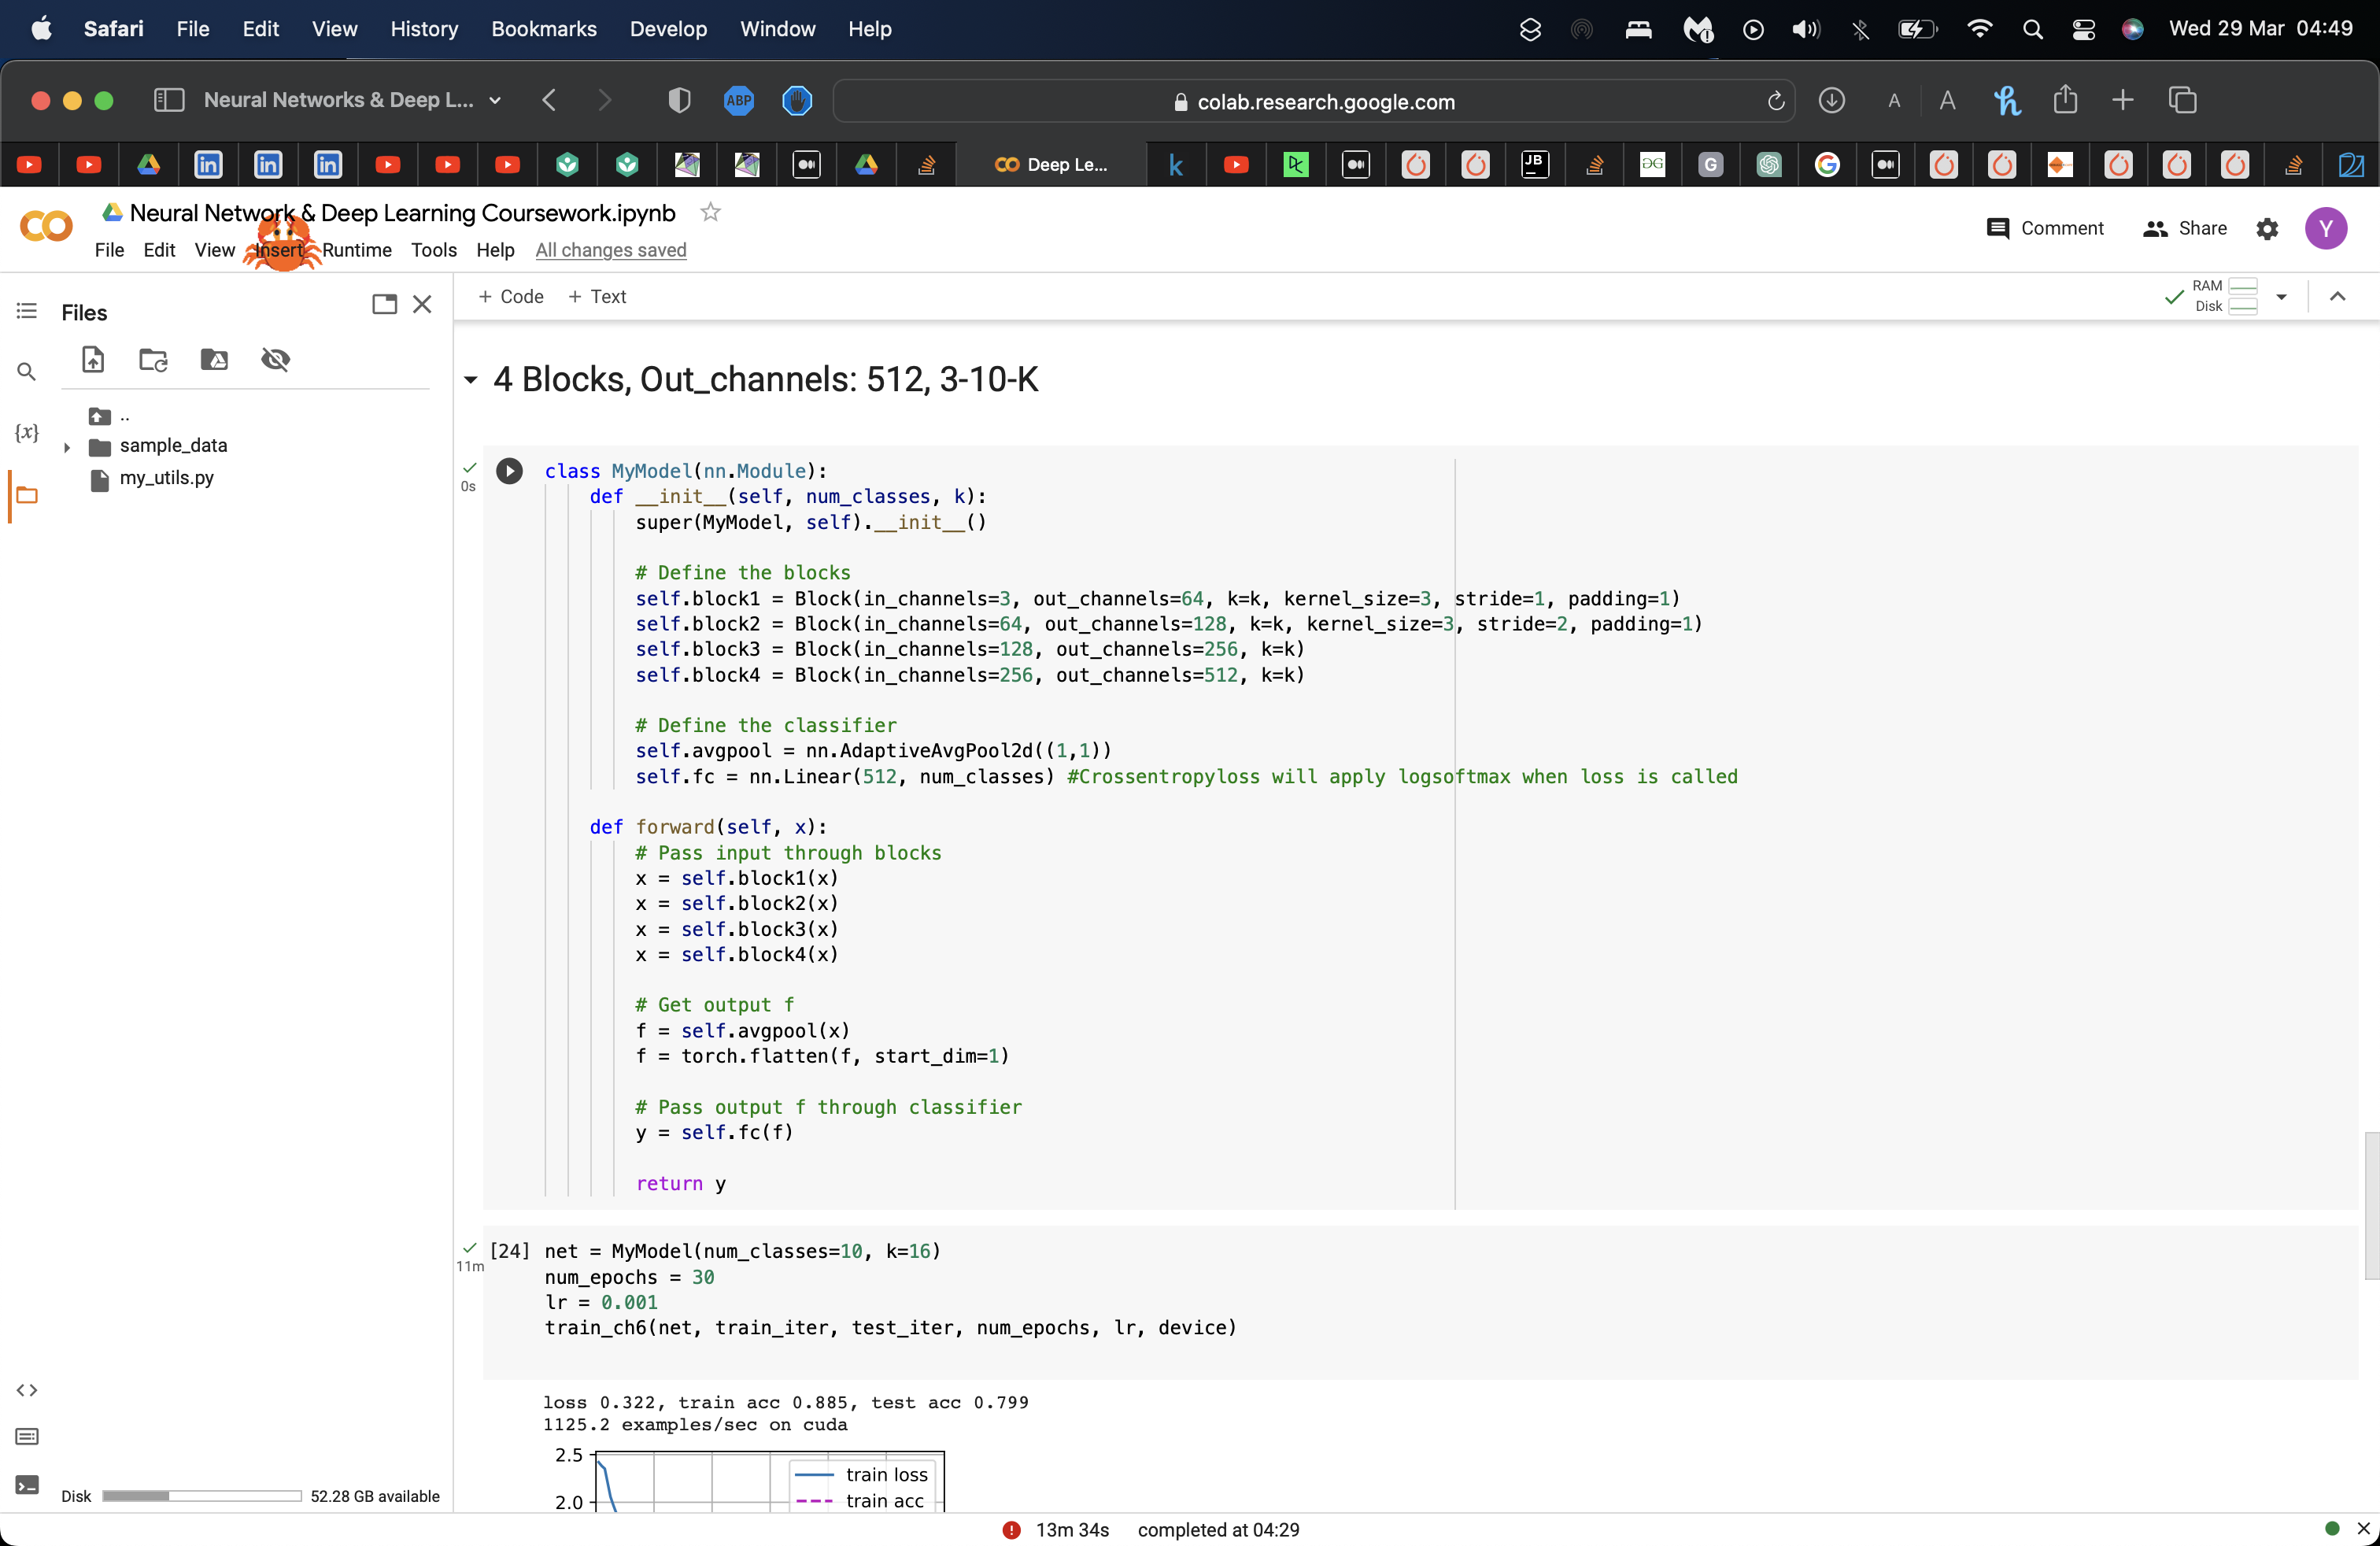 Safari File Edit View History Bookmarks Develop Window Help Wed 29 Mar 04:49
Neural Networks & Deep L... ABP colab.research.google.com A A
Deep Le...
Neural Network & Deep Learning Coursework.ipynb
File Edit View Insert Runtime Tools Help All changes saved
Comment Share Y
Files
+ Code + Text
RAM
Disk
..
sample_data
my_utils.py
{x}
4 Blocks, Out_channels: 512, 3-10-K
0s
class MyModel(nn.Module):
def __init__(self, num_classes, k):
super(MyModel, self).__init__()
# Define the blocks
self.block1 = Block(in_channels=3, out_channels=64, k=k, kernel_size=3, stride=1, padding=1)
self.block2 = Block(in_channels=64, out_channels=128, k=k, kernel_size=3, stride=2, padding=1)
self.block3 = Block(in_channels=128, out_channels=256, k=k)
self.block4 = Block(in_channels=256, out_channels=512, k=k)
# Define the classifier
self.avgpool = nn.AdaptiveAvgPool2d((1,1))
self.fc = nn.Linear(512, num_classes) #Crossentropyloss will apply logsoftmax when loss is called
def forward(self, x):
# Pass input through blocks
x = self.block1(x)
x = self.block2(x)
x = self.block3(x)
x = self.block4(x)
# Get output f
f = self.avgpool(x)
f = torch.flatten(f, start_dim=1)
# Pass output f through classifier
y = self.fc(f)
return y
11m
[24] net = MyModel(num_classes=10, k=16)
num_epochs = 30
lr = 0.001
train_ch6(net, train_iter, test_iter, num_epochs, lr, device)
loss 0.322, train acc 0.885, test acc 0.799
1125.2 examples/sec on cuda
2.5
train loss
2.0
train acc
Disk 52.28 GB available
13m 34s completed at 04:29